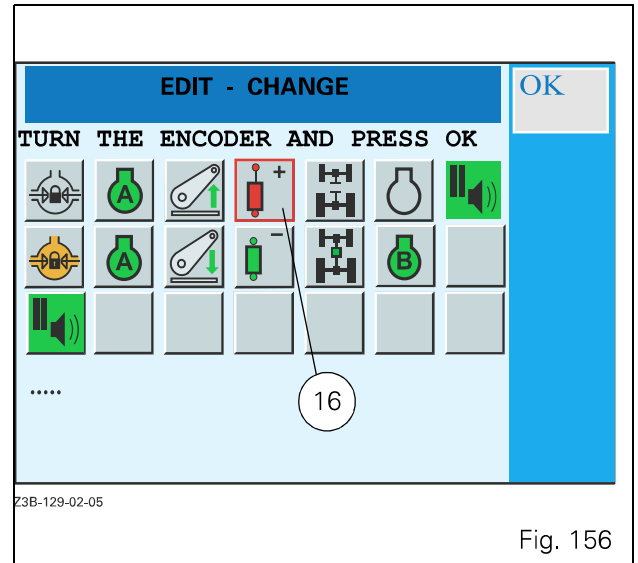 EDIT - CHANGE
OK
TURN THE ENCODER AND PRESS OK
A
+
A
–
B
.....
16
Z3B-129-02-05
Fig. 156